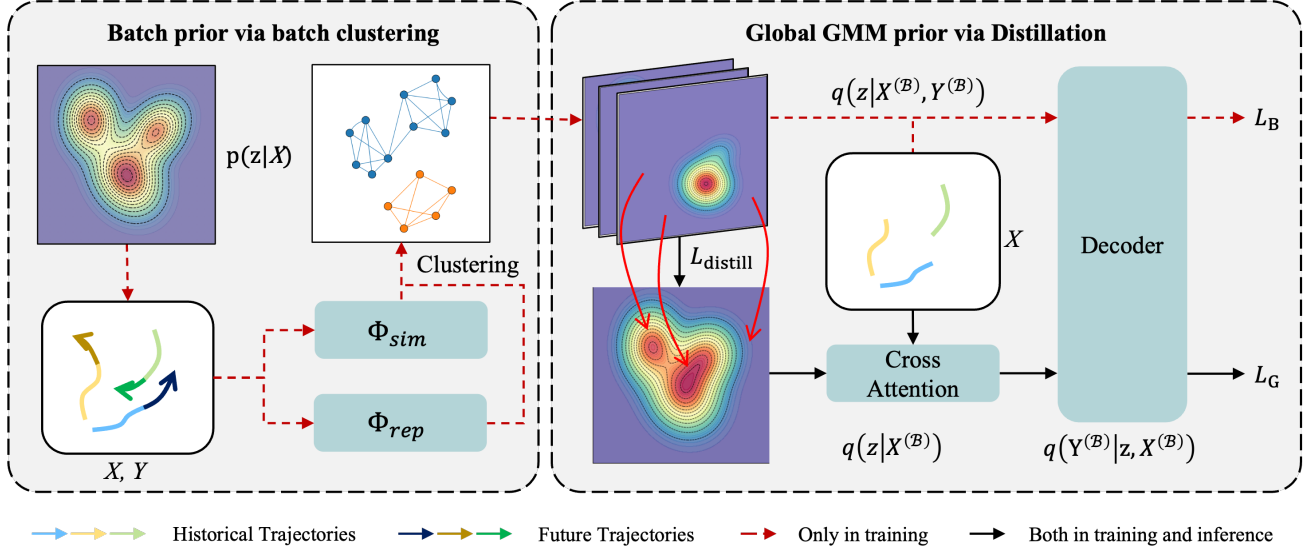 Batch prior via batch clustering
p(z|X)
Clustering
Φ_sim
Φ_rep
X, Y
Global GMM prior via Distillation
q(z|X^(ℬ), Y^(ℬ))
L_B
X
Decoder
L_distill
Cross
Attention
L_G
q(z|X^(ℬ))
q(Y^(ℬ)|z, X^(ℬ))
Historical Trajectories
Future Trajectories
Only in training
Both in training and inference